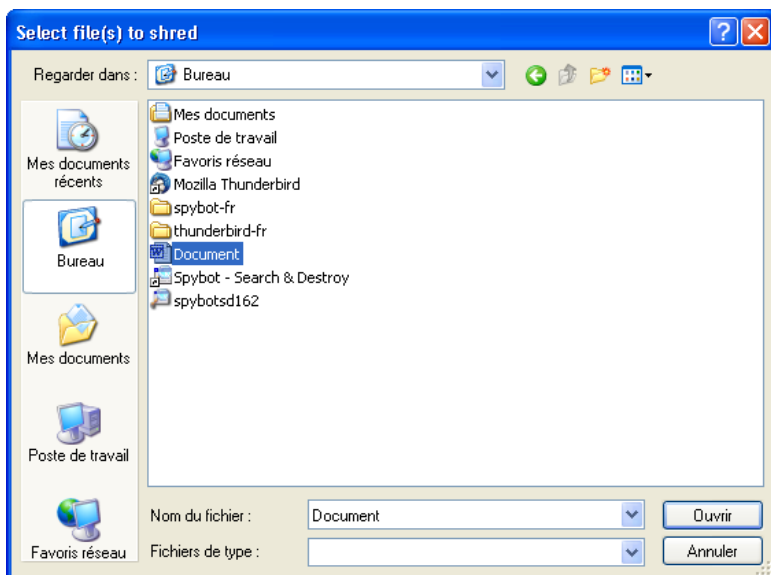 Select file(s) to shred
Regarder dans :
Bureau
Mes documents
récents
Bureau
Mes documents
Poste de travail
Favoris réseau
Mes documents
Poste de travail
Favoris réseau
Mozilla Thunderbird
spybot-fr
thunderbird-fr
Document
Spybot - Search & Destroy
spybotsd162
Nom du fichier :
Document
Ouvrir
Fichiers de type :
Annuler